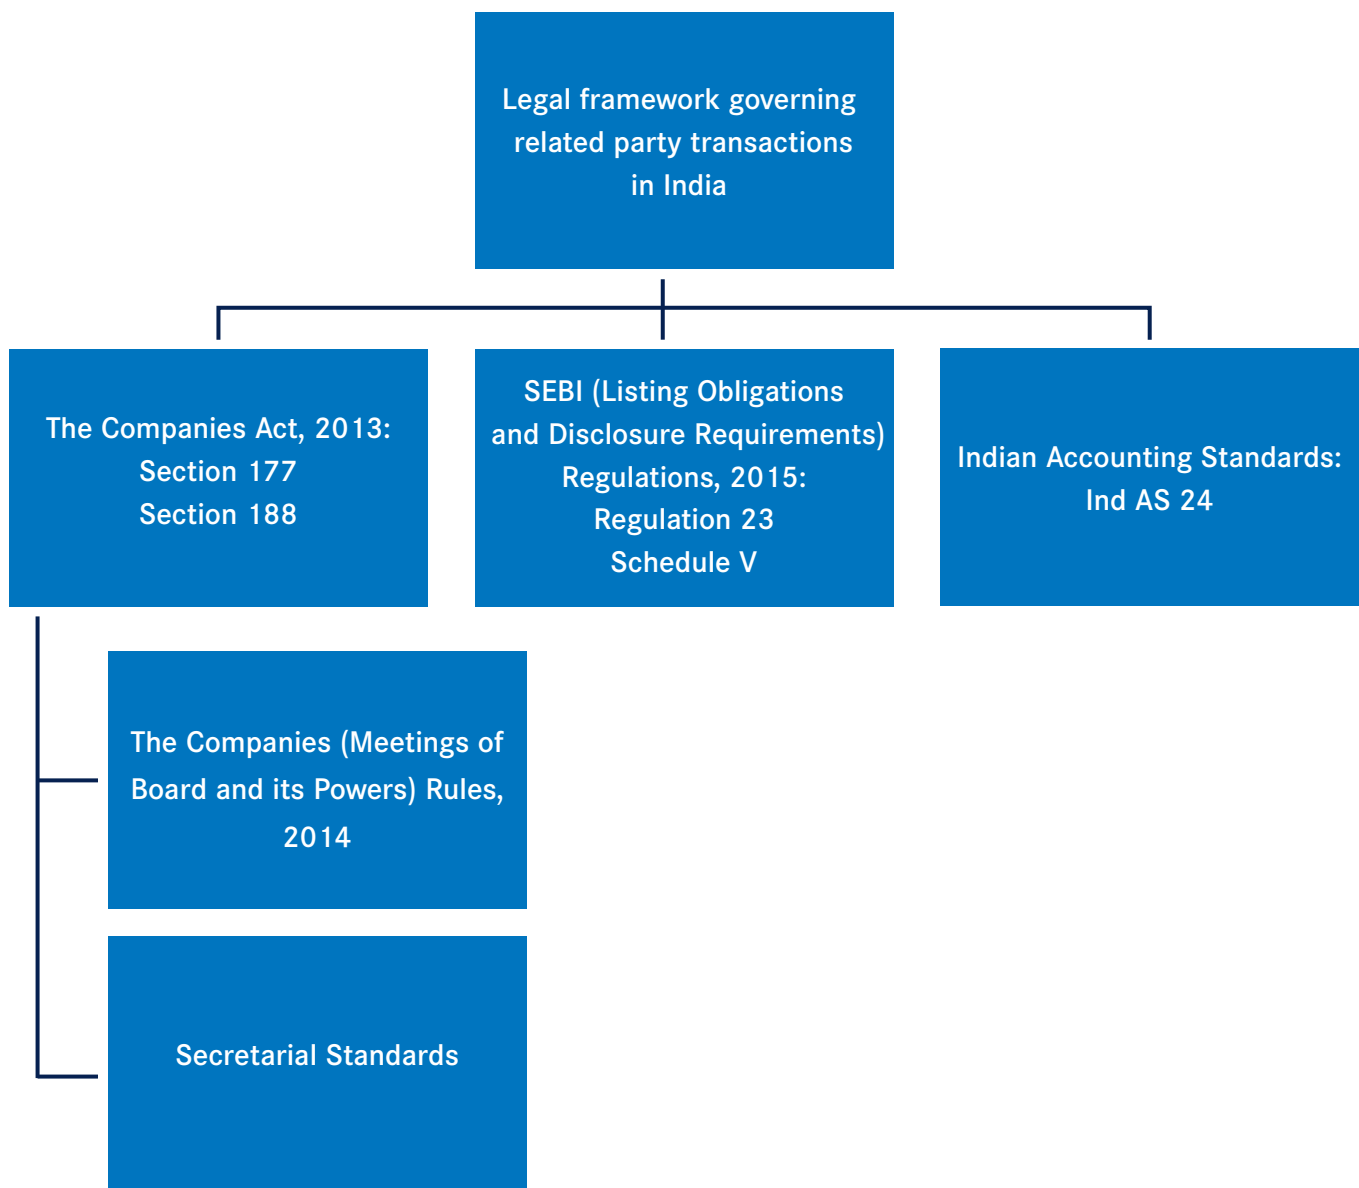 Legal framework governing
related party transactions
in India
The Companies Act, 2013:
Section 177
Section 188
SEBI (Listing Obligations
and Disclosure Requirements)
Regulations, 2015:
Regulation 23
Schedule V
Indian Accounting Standards:
Ind AS 24
The Companies (Meetings of
Board and its Powers) Rules,
2014
Secretarial Standards